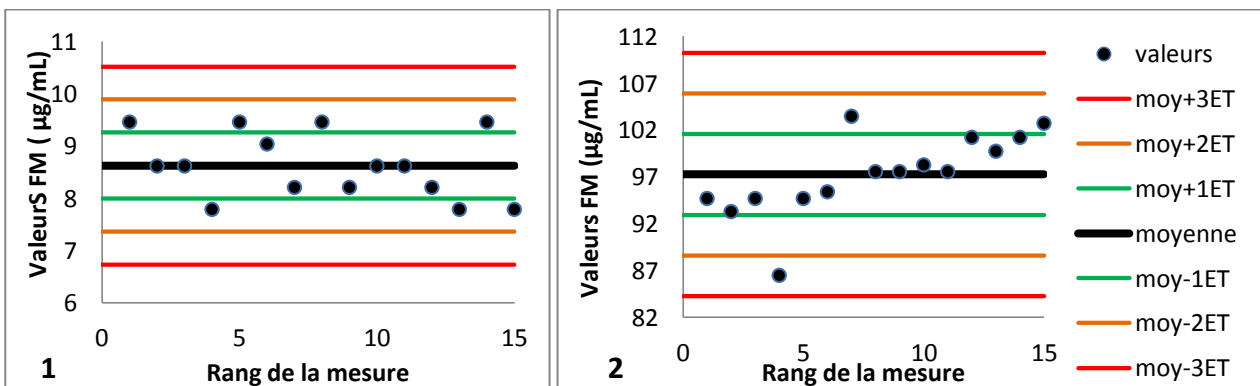 ValeurS FM ( µg/mL)
11
10
9
8
7
6
0 5 10 15
Rang de la mesure
1
Valeurs FM (µg/mL)
112
107
102
97
92
87
82
0 5 10 15
Rang de la mesure
2
valeurs
moy+3ET
moy+2ET
moy+1ET
moyenne
moy-1ET
moy-2ET
moy-3ET